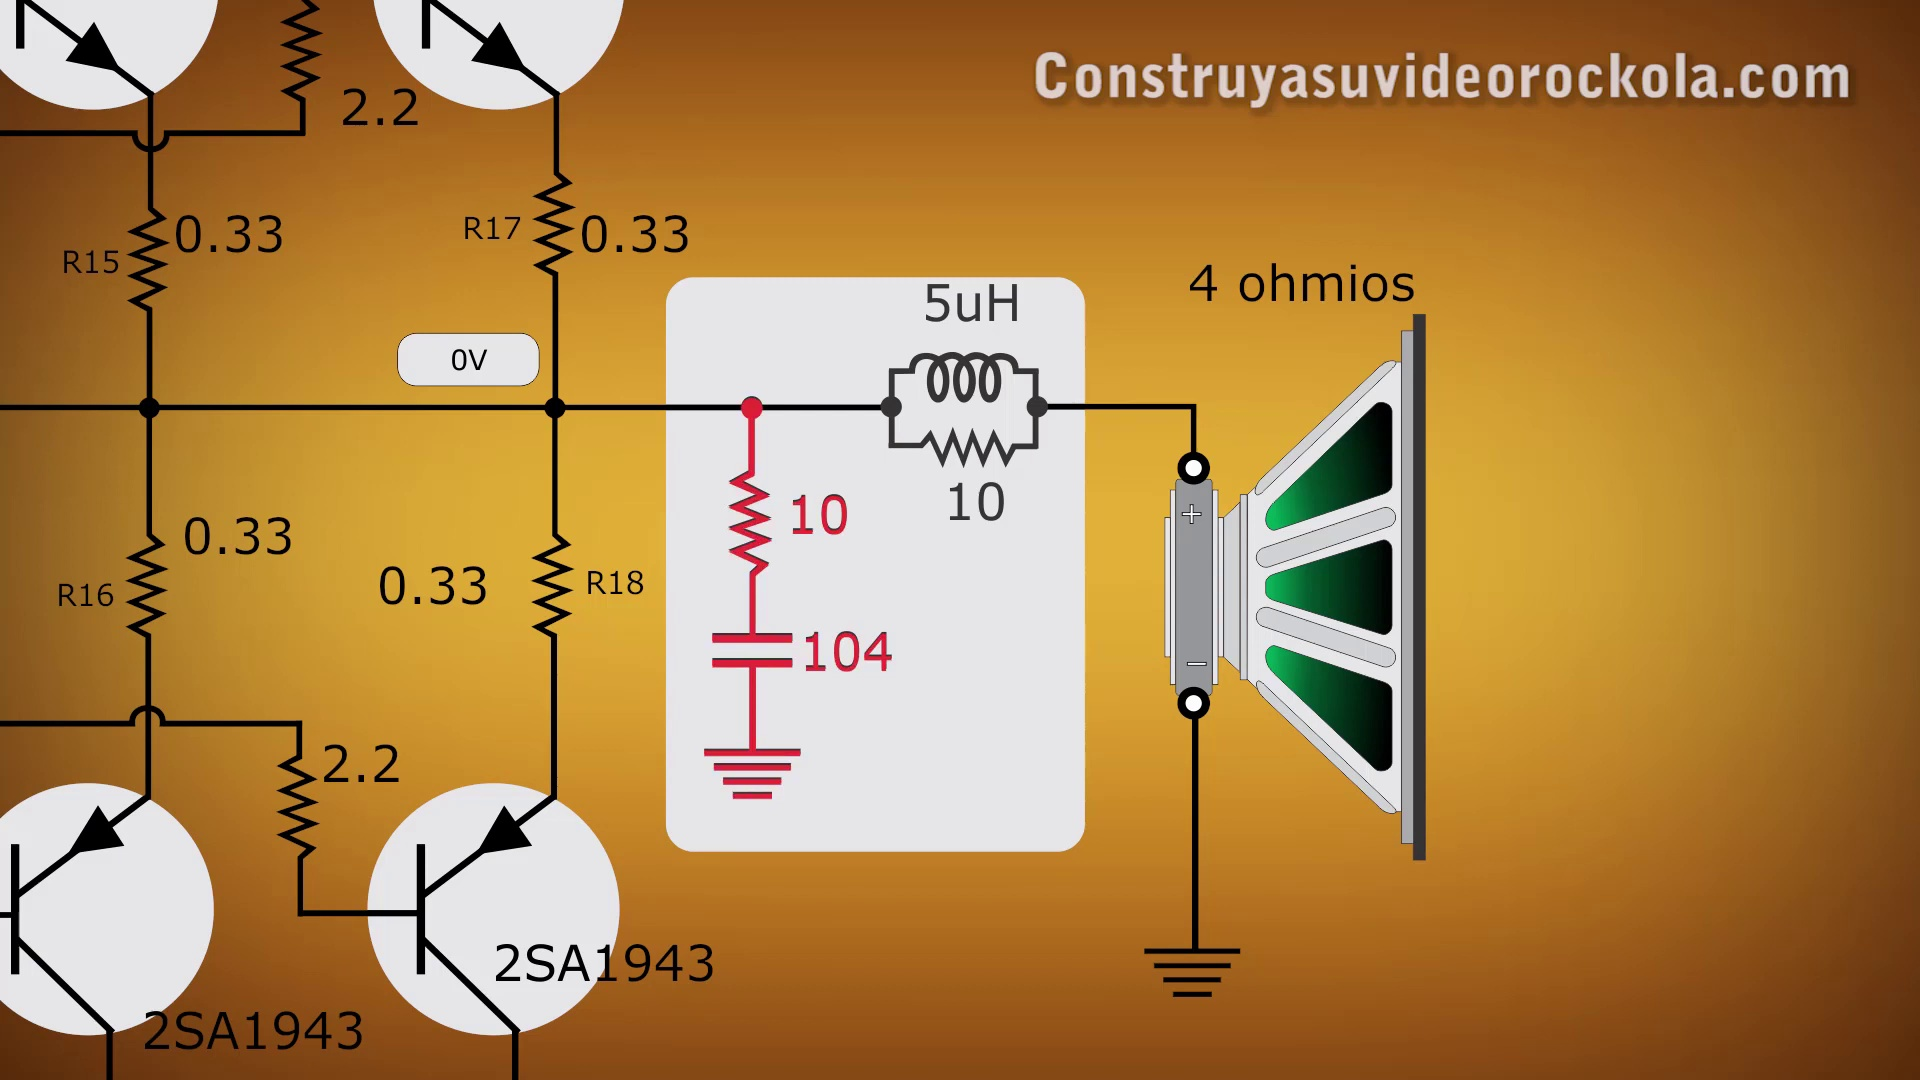 Construyasuvideorockola.com
2.2
R15
0.33
R17
0.33
0V
5uH
10
4 ohmios
10
104
+
–
0.33
R16
0.33
R18
2.2
2SA1943
2SA1943